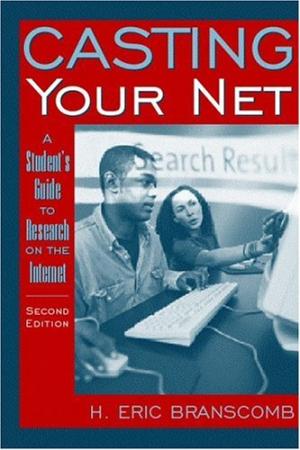 CASTING
YOUR NET
A
Student's
Guide
TO
Research
ON THE
Internet
SECOND
EDITION
Search Result
H. ERIC BRANSCOMB